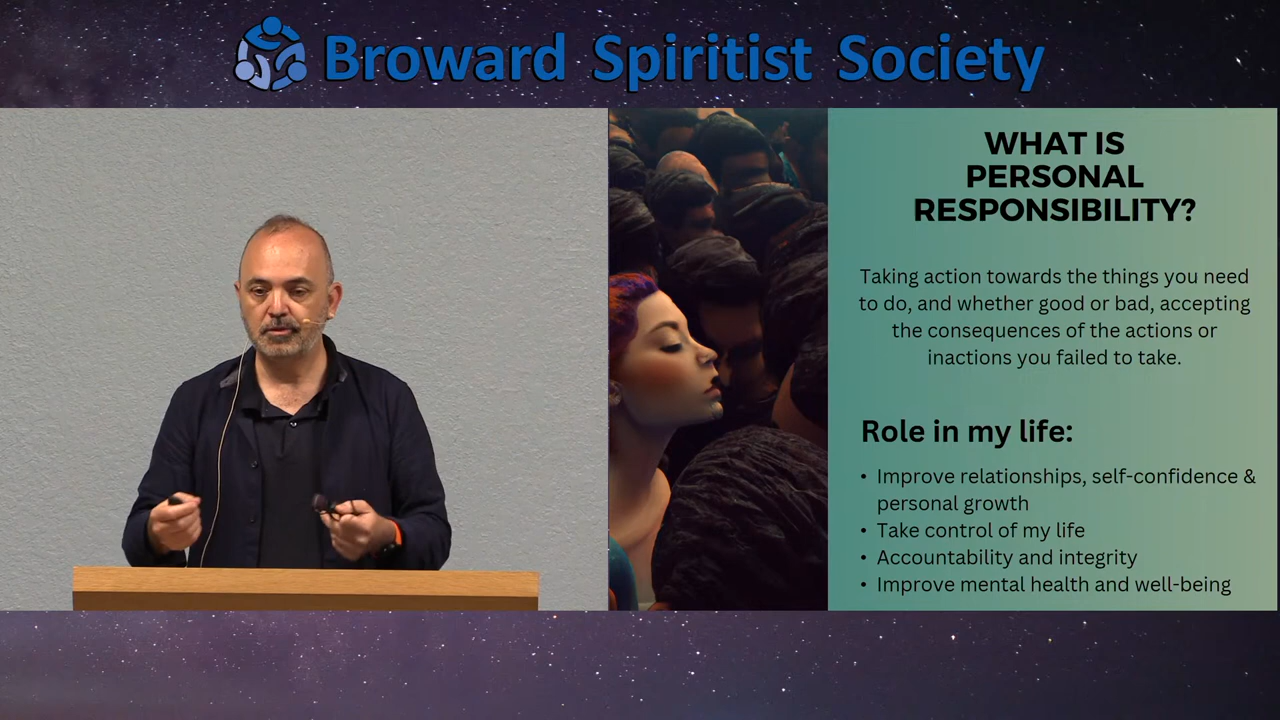 Broward Spiritist Society
WHAT IS
PERSONAL
RESPONSIBILITY?
Taking action towards the things you need
to do, and whether good or bad, accepting
the consequences of the actions or
inactions you failed to take.
Role in my life:
• Improve relationships, self-confidence &
personal growth
• Take control of my life
• Accountability and integrity
• Improve mental health and well-being